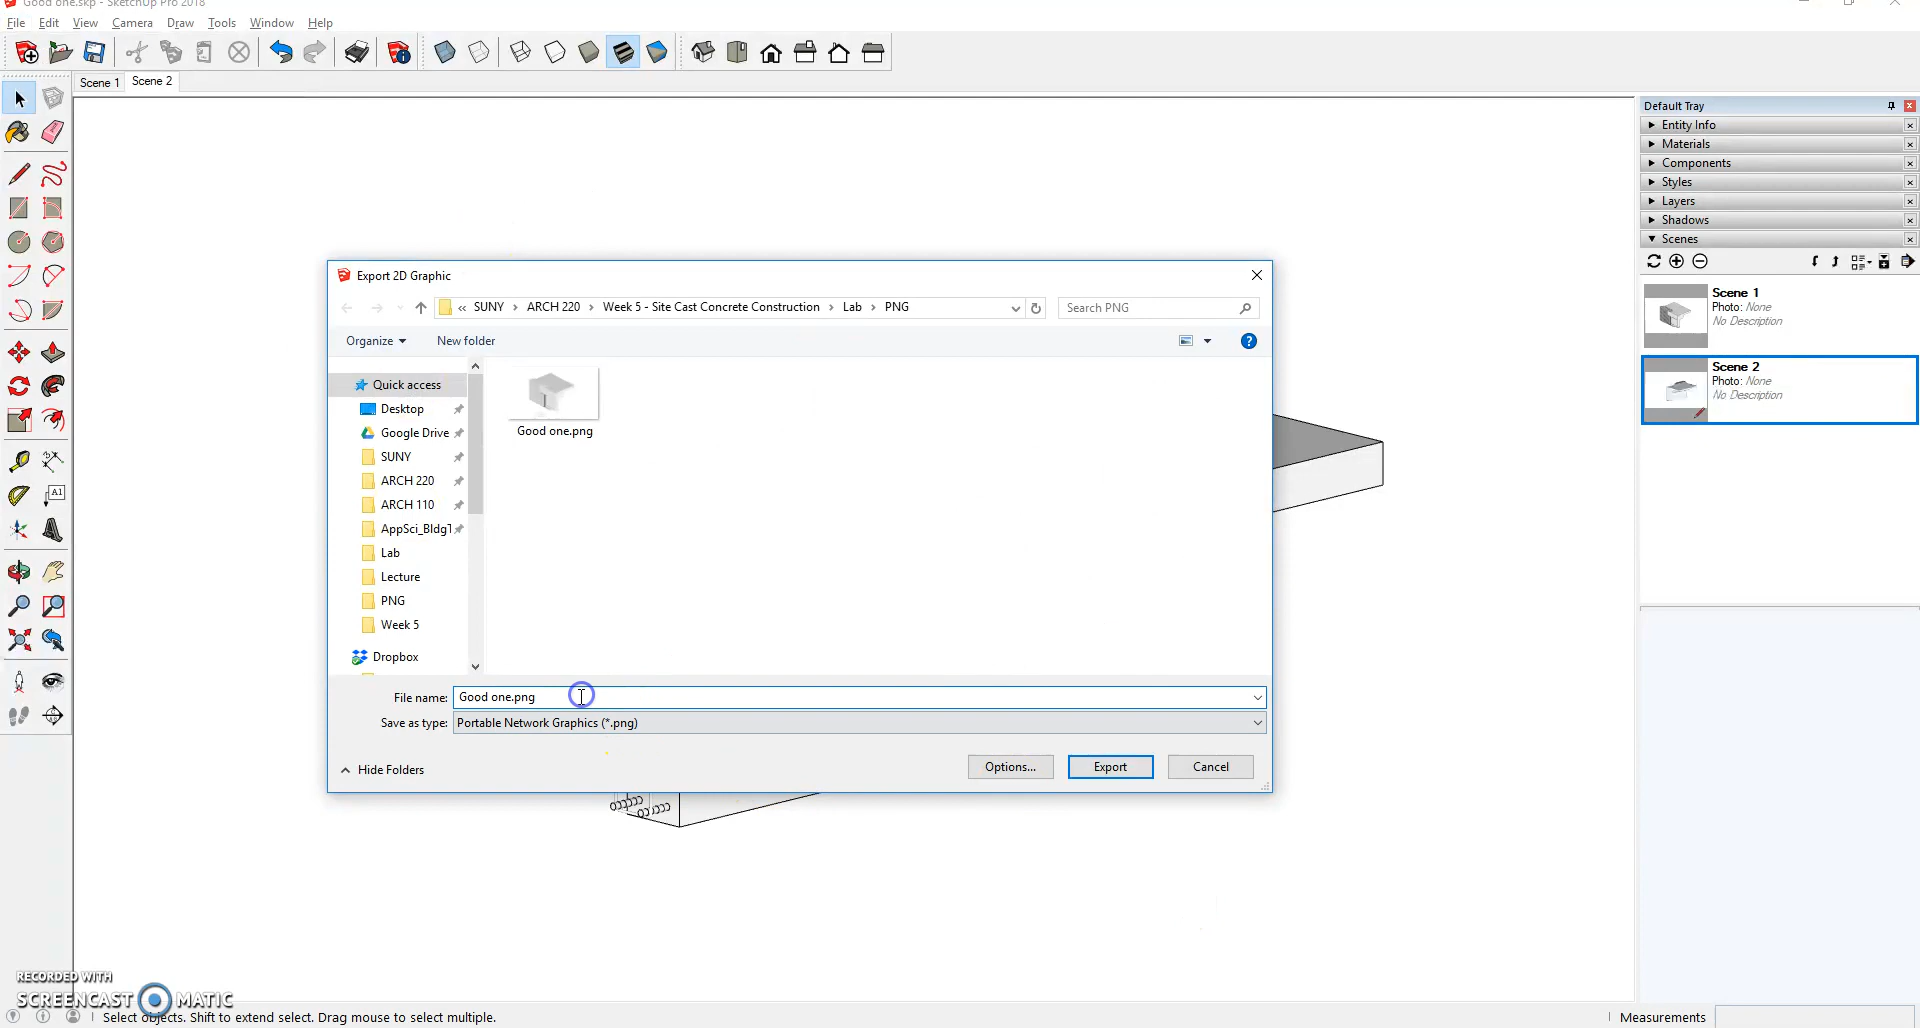 Good one.skp - SketchUp Pro 2018
File Edit View Camera Draw Tools Window Help
Scene 1 Scene 2
Default Tray
Entity Info
Materials
Components
Styles
Layers
Shadows
Scenes
Scene 1
Photo: None
No Description
Scene 2
Photo: None
No Description
Export 2D Graphic
« SUNY › ARCH 220 › Week 5 - Site Cast Concrete Construction › Lab › PNG
Search PNG
Organize New folder
Quick access
Desktop
Google Drive
SUNY
ARCH 220
ARCH 110
AppSci_BldgT
Lab
Lecture
PNG
Week 5
Dropbox
Good one.png
File name: Good one.png
Save as type: Portable Network Graphics (*.png)
Hide Folders
Options... Export Cancel
A1
RECORDED WITH
SCREENCAST MATIC
Select objects. Shift to extend select. Drag mouse to select multiple.
Measurements